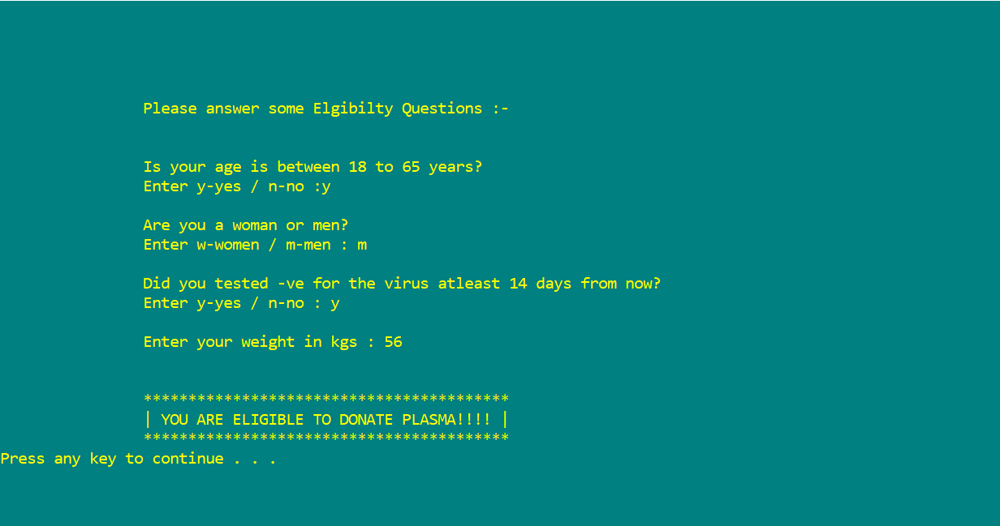 Please answer some Elgibilty Questions :-
Is your age is between 18 to 65 years?
Enter y-yes / n-no :y
Are you a woman or men?
Enter w-women / m-men : m
Did you tested -ve for the virus atleast 14 days from now?
Enter y-yes / n-no : y
Enter your weight in kgs : 56
*****************************************
| YOU ARE ELIGIBLE TO DONATE PLASMA!!!! |
*****************************************
Press any key to continue . . .